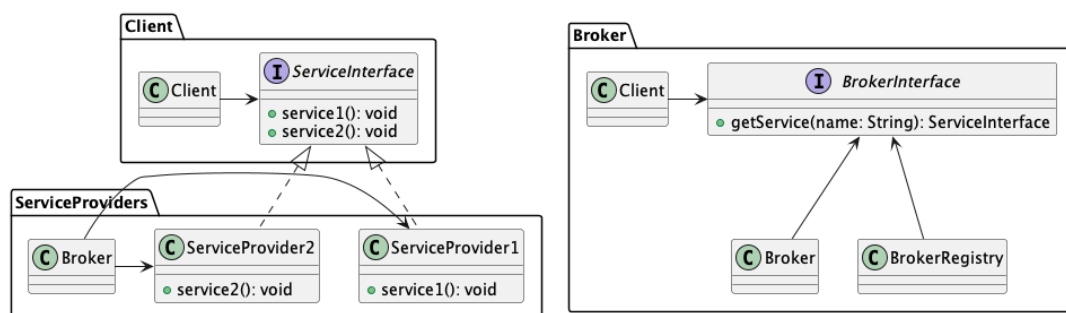 Client
C Client
I ServiceInterface
service1(): void
service2(): void
ServiceProviders
C Broker
C ServiceProvider2
service2(): void
C ServiceProvider1
service1(): void
Broker
C Client
I BrokerInterface
getService(name: String): ServiceInterface
C Broker
C BrokerRegistry